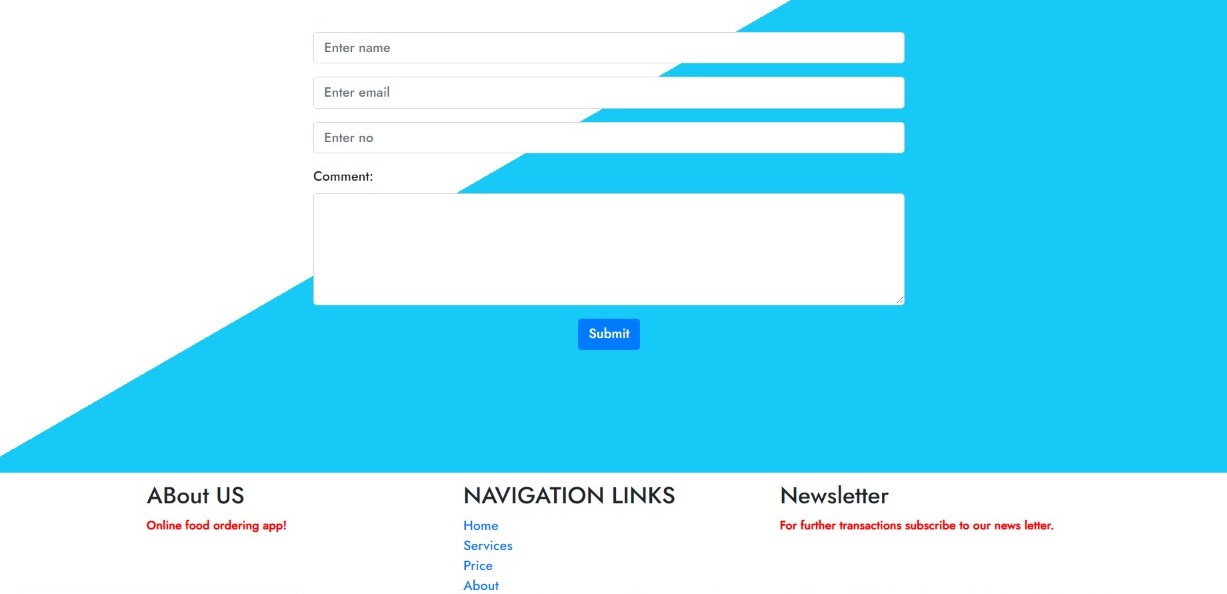 Enter name
Enter email
Enter no
Comment:
Submit
ABout US
Online food ordering app!
NAVIGATION LINKS
Home
Services
Price
About
Newsletter
For further transactions subscribe to our news letter.